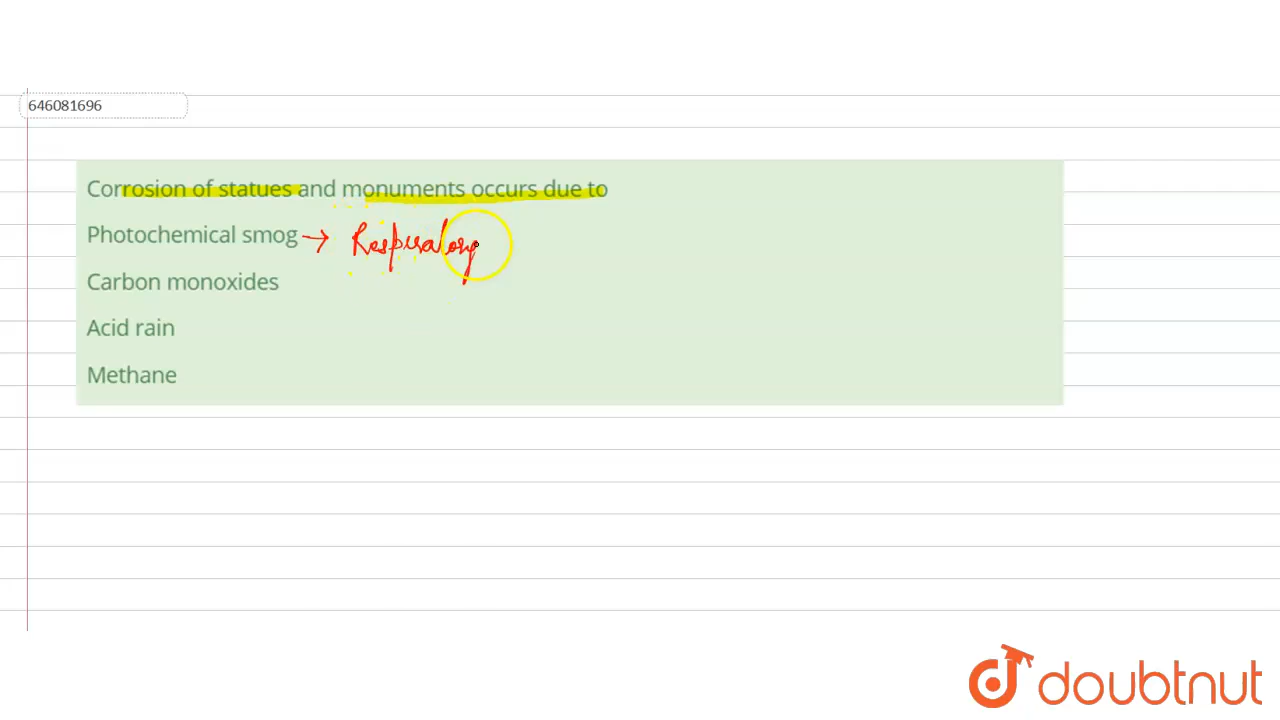 646081696
Corrosion of statues and monuments occurs due to
Photochemical smog → Respiratory
Carbon monoxides
Acid rain
Methane
doubtnut